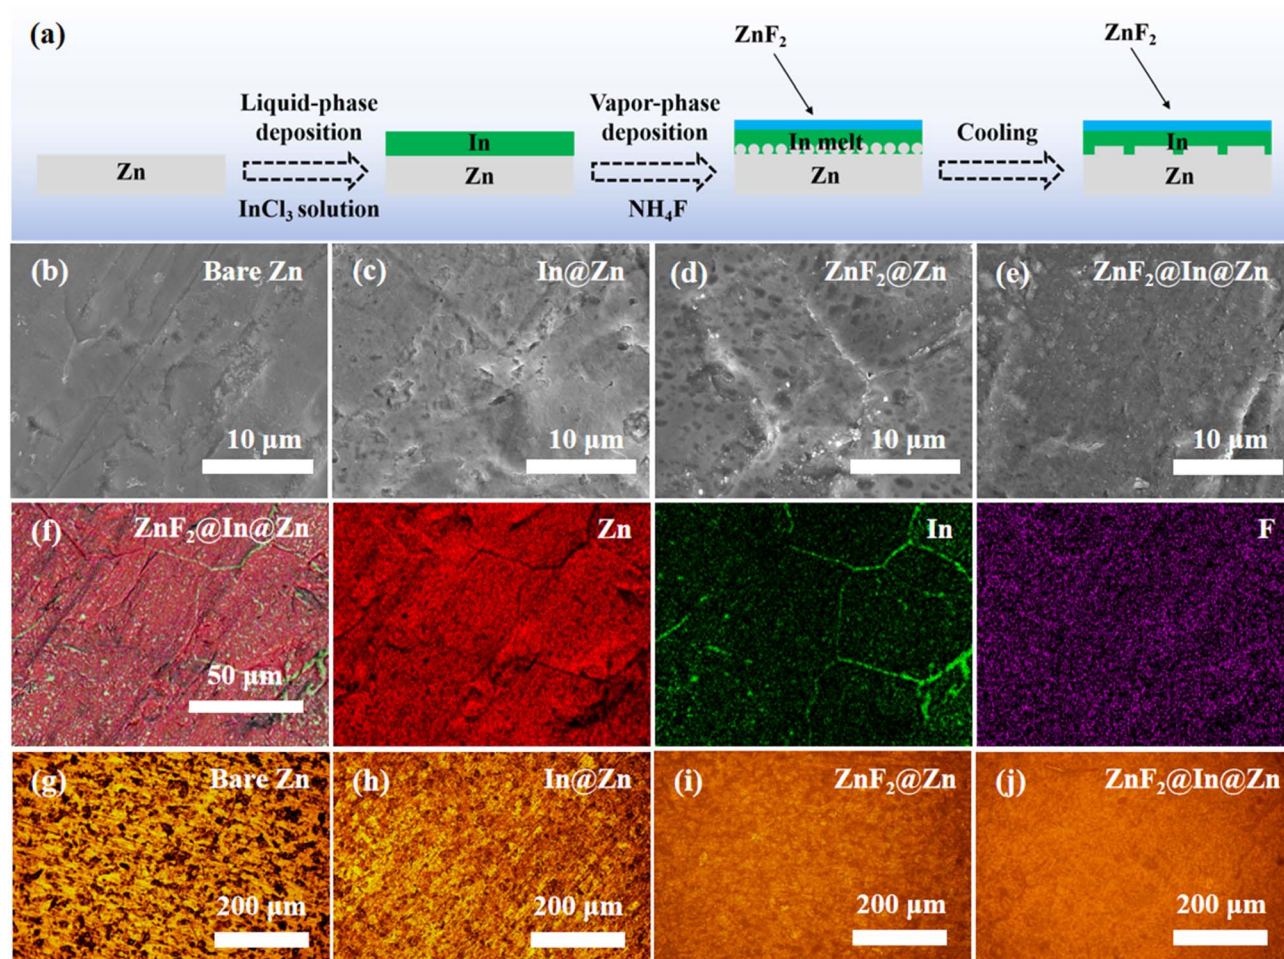 (a)
ZnF₂
ZnF₂
Liquid-phase
deposition
Vapor-phase
deposition
Cooling
In
In melt
In
Zn
Zn
Zn
Zn
InCl₃ solution
NH₄F
(b) Bare Zn
10 μm
(c) In@Zn
10 μm
(d) ZnF₂@Zn
10 μm
(e) ZnF₂@In@Zn
10 μm
(f) ZnF₂@In@Zn
50 μm
Zn
In
F
(g) Bare Zn
200 μm
(h) In@Zn
200 μm
(i) ZnF₂@Zn
200 μm
(j) ZnF₂@In@Zn
200 μm